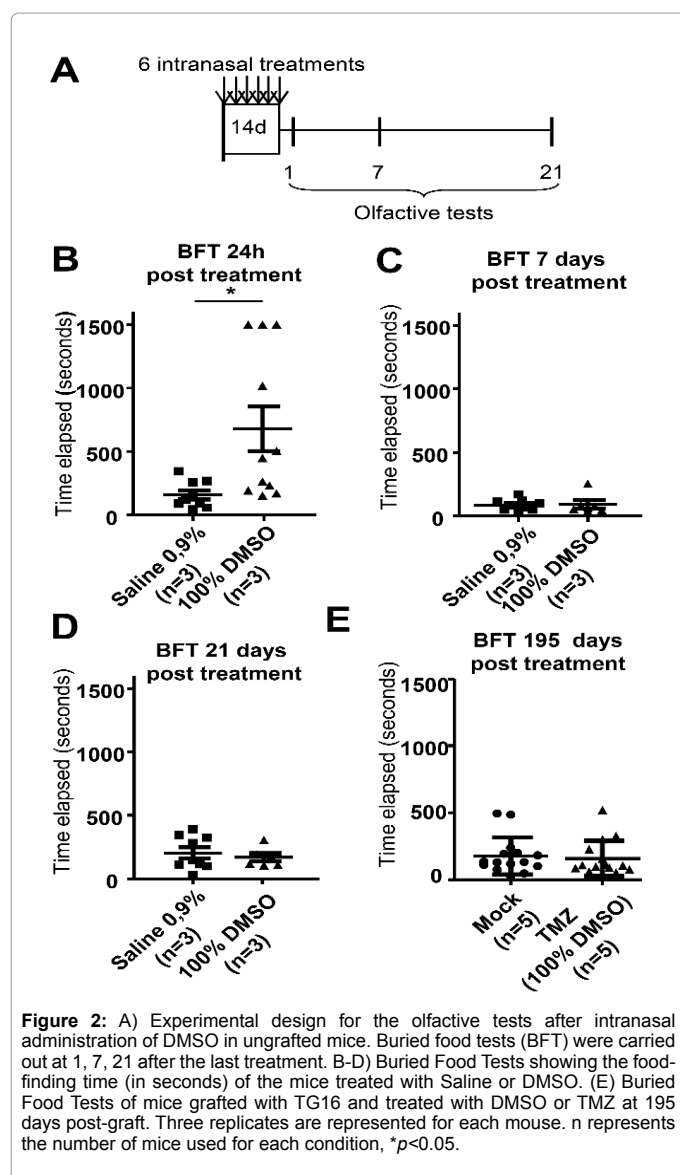 A
6 intranasal treatments
14d
1 7 21
Olfactive tests
B
BFT 24h
post treatment
*
Time elapsed (seconds)
1500
1000
500
0
Saline 0,9%
(n=3)
100% DMSO
(n=3)
C
BFT 7 days
post treatment
Time elapsed (seconds)
1500
1000
500
0
Saline 0,9%
(n=3)
100% DMSO
(n=3)
D
BFT 21 days
post treatment
Time elapsed (seconds)
1500
1000
500
0
Saline 0,9%
(n=3)
100% DMSO
(n=3)
E
BFT 195 days
post treatment
Time elapsed (seconds)
1500
1000
500
0
Mock
(n=5)
TMZ
(100% DMSO)
(n=5)
Figure 2: A) Experimental design for the olfactive tests after intranasal
administration of DMSO in ungrafted mice. Buried food tests (BFT) were carried
out at 1, 7, 21 after the last treatment. B-D) Buried Food Tests showing the food-
finding time (in seconds) of the mice treated with Saline or DMSO. (E) Buried
Food Tests of mice grafted with TG16 and treated with DMSO or TMZ at 195
days post-graft. Three replicates are represented for each mouse. n represents
the number of mice used for each condition, *p<0.05.